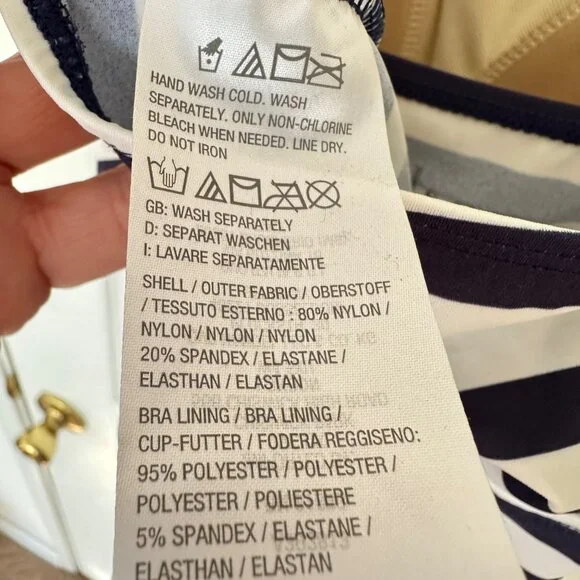 HAND WASH COLD. WASH
SEPARATELY. ONLY NON-CHLORINE
BLEACH WHEN NEEDED. LINE DRY.
DO NOT IRON
GB: WASH SEPARATELY
D: SEPARAT WASCHEN
I: LAVARE SEPARATAMENTE
SHELL / OUTER FABRIC / OBERSTOFF
/ TESSUTO ESTERNO : 80% NYLON /
NYLON / NYLON / NYLON
20% SPANDEX / ELASTANE /
ELASTHAN / ELASTAN
BRA LINING / BRA LINING /
CUP-FUTTER / FODERA REGGISENO:
95% POLYESTER / POLYESTER /
POLYESTER / POLIESTERE
5% SPANDEX / ELASTANE /
ELASTHAN / ELASTAN